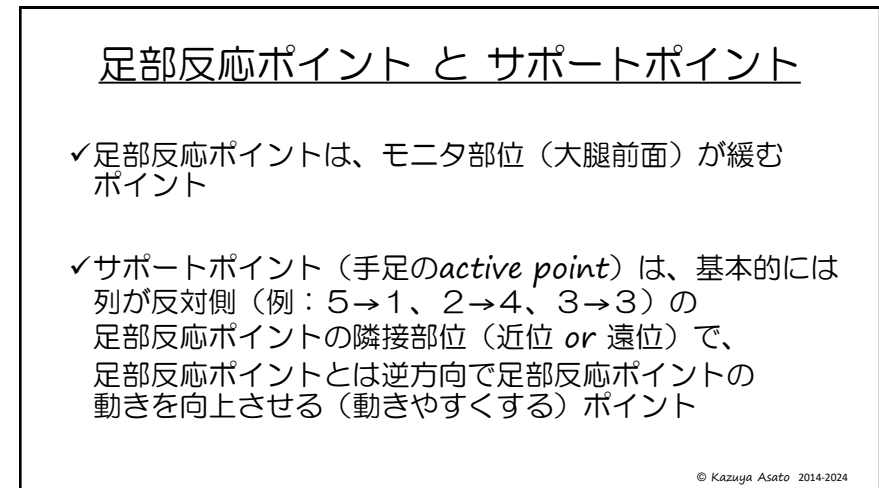 足部反応ポイント と サポートポイント
✓足部反応ポイントは、モニタ部位（大腿前面）が緩む
ポイント
✓サポートポイント（手足のactive point）は、基本的には
列が反対側（例：５→１、２→４、３→３）の
足部反応ポイントの隣接部位（近位 or 遠位）で、
足部反応ポイントとは逆方向で足部反応ポイントの
動きを向上させる（動きやすくする）ポイント
© Kazuya Asato 2014-2024